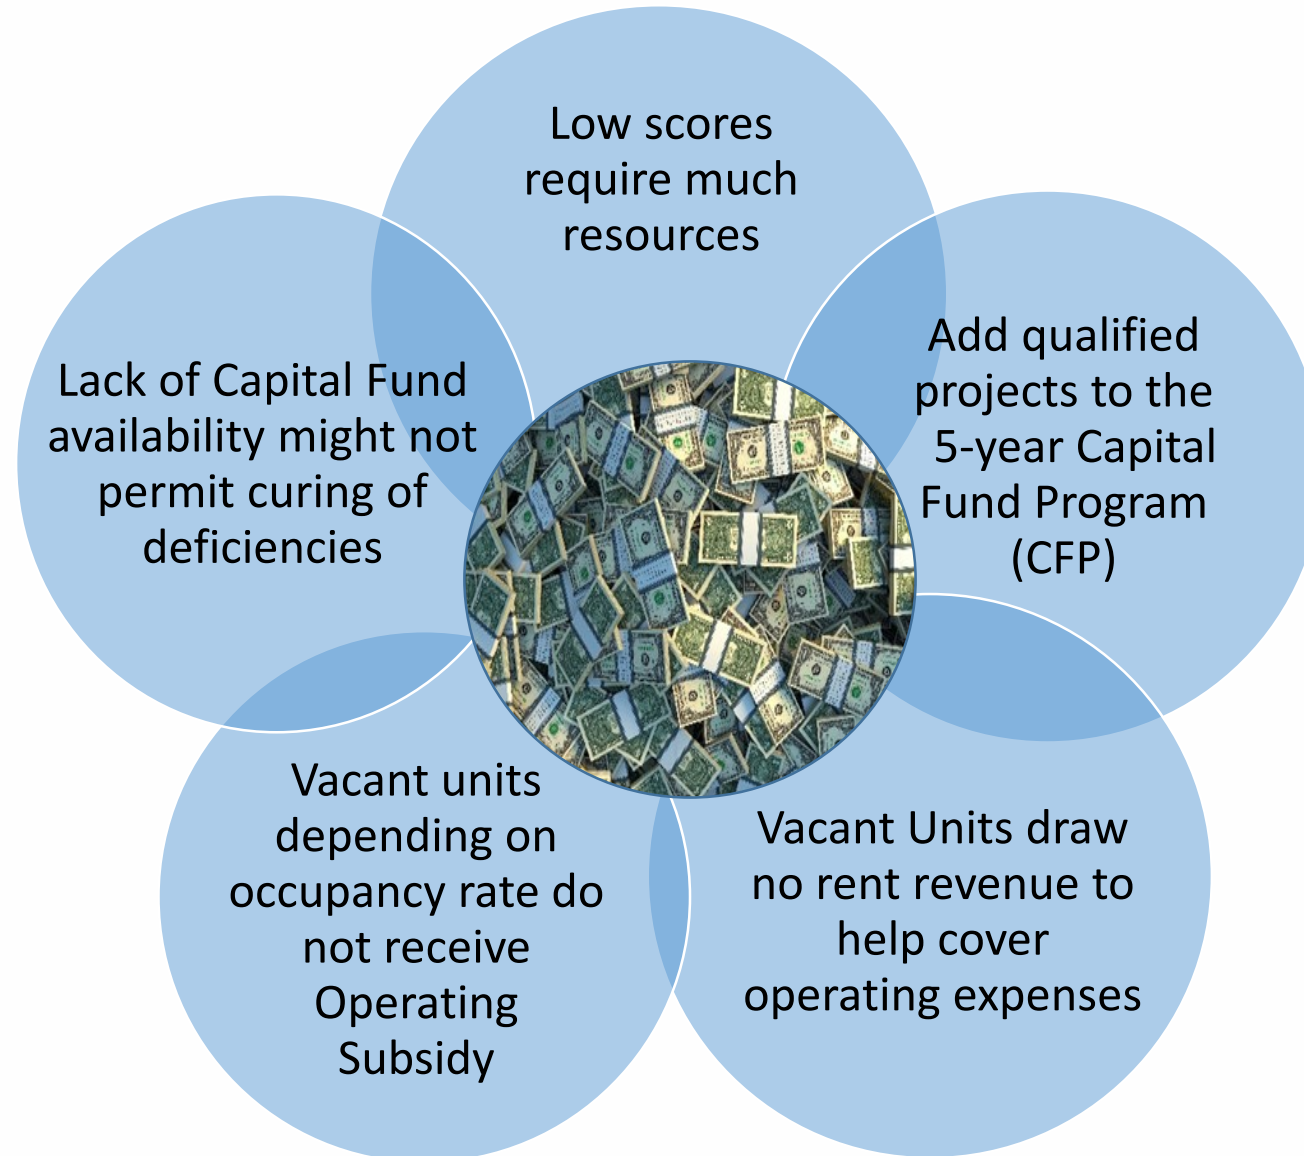 Low scores
require much
resources
Add qualified
projects to the
5-year Capital
Fund Program
(CFP)
Vacant Units draw
no rent revenue to
help cover
operating expenses
Vacant units
depending on
occupancy rate do
not receive
Operating
Subsidy
Lack of Capital Fund
availability might not
permit curing of
deficiencies